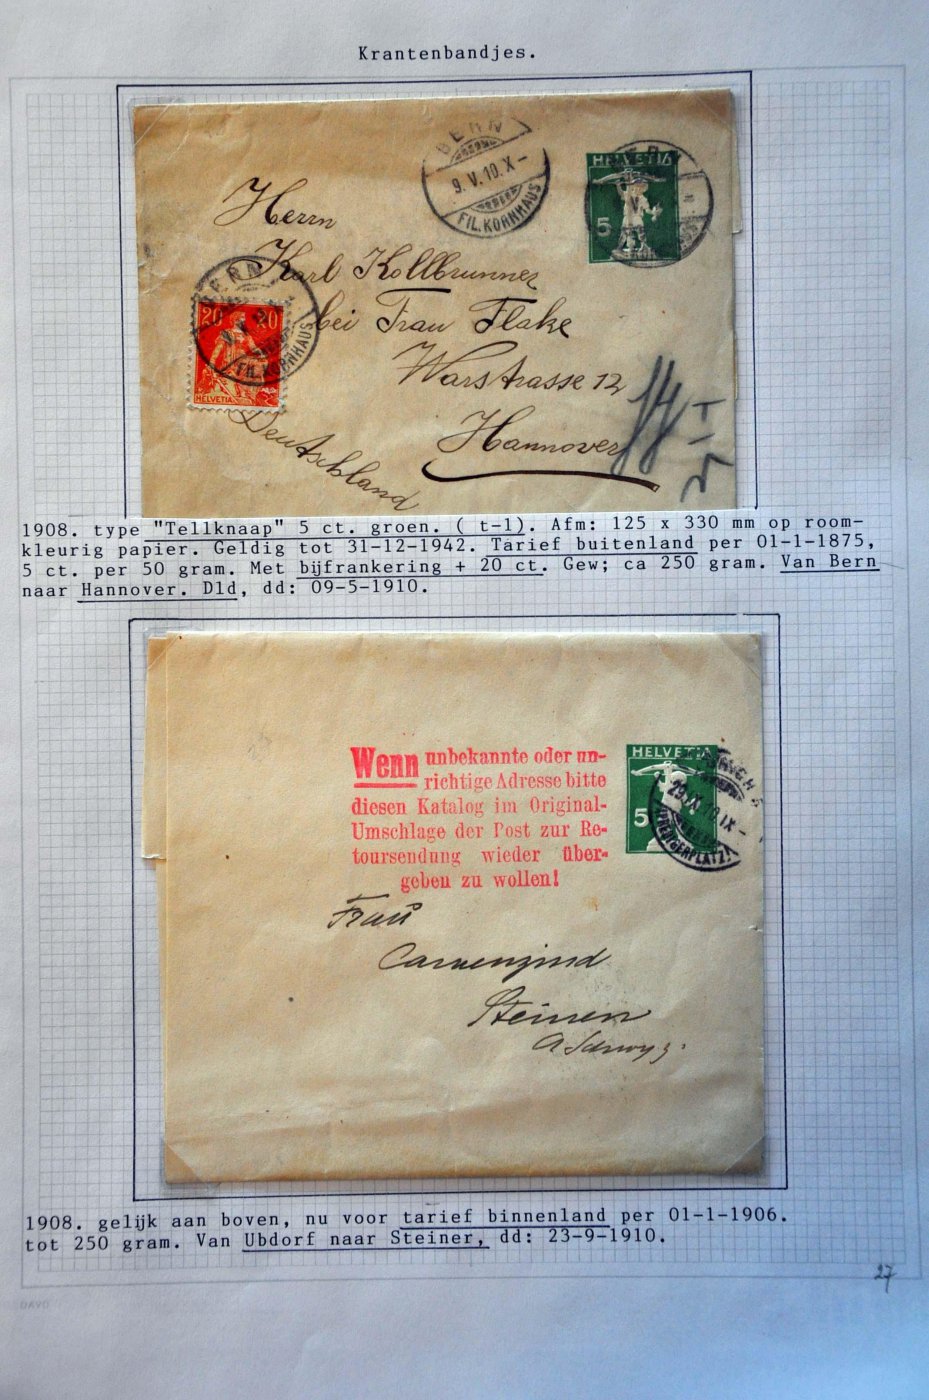 Krantenbandjes.
BERN
9.V.10.X-
FIL.KORNHAUS
HELVETIA
5
Herrn
Karl Kollbrunner
bei Frau Flake
Warstrasse 12
Hannover
Deutschland
BERN
FIL.KORNHAUS
20 20
HELVETIA
1908. type "Tellknaap" 5 ct. groen. ( t-1). Afm: 125 x 330 mm op room-
kleurig papier. Geldig tot 31-12-1942. Tarief buitenland per 01-1-1875,
5 ct. per 50 gram. Met bijfrankering + 20 ct. Gew; ca 250 gram. Van Bern
naar Hannover. Dld, dd: 09-5-1910.
Wenn unbekannte oder un-
richtige Adresse bitte
diesen Katalog im Original-
Umschlage der Post zur Re-
toursendung wieder über-
geben zu wollen!
HELVETIA
5
Frau
Carmenzind
Steinen
1908. gelijk aan boven, nu voor tarief binnenland per 01-1-1906.
tot 250 gram. Van Ubdorf naar Steiner, dd: 23-9-1910.
27
DAVO